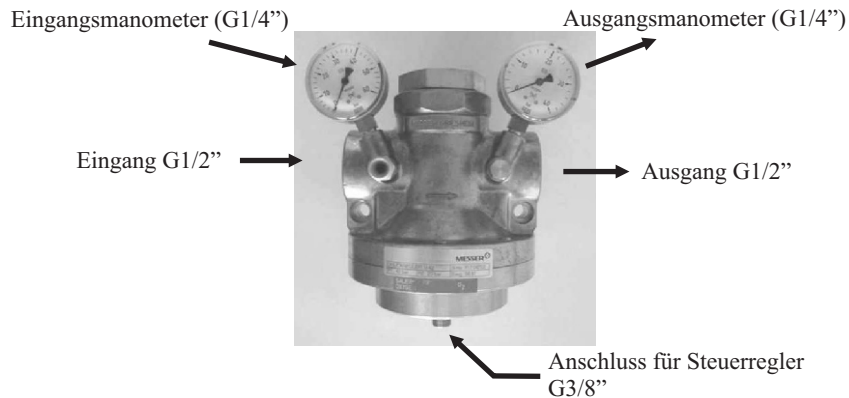 Eingangsmanometer (G1/4”)
Ausgangsmanometer (G1/4”)
Eingang G1/2”
Ausgang G1/2”
MESSER
Anschluss für Steuerregler
G3/8”